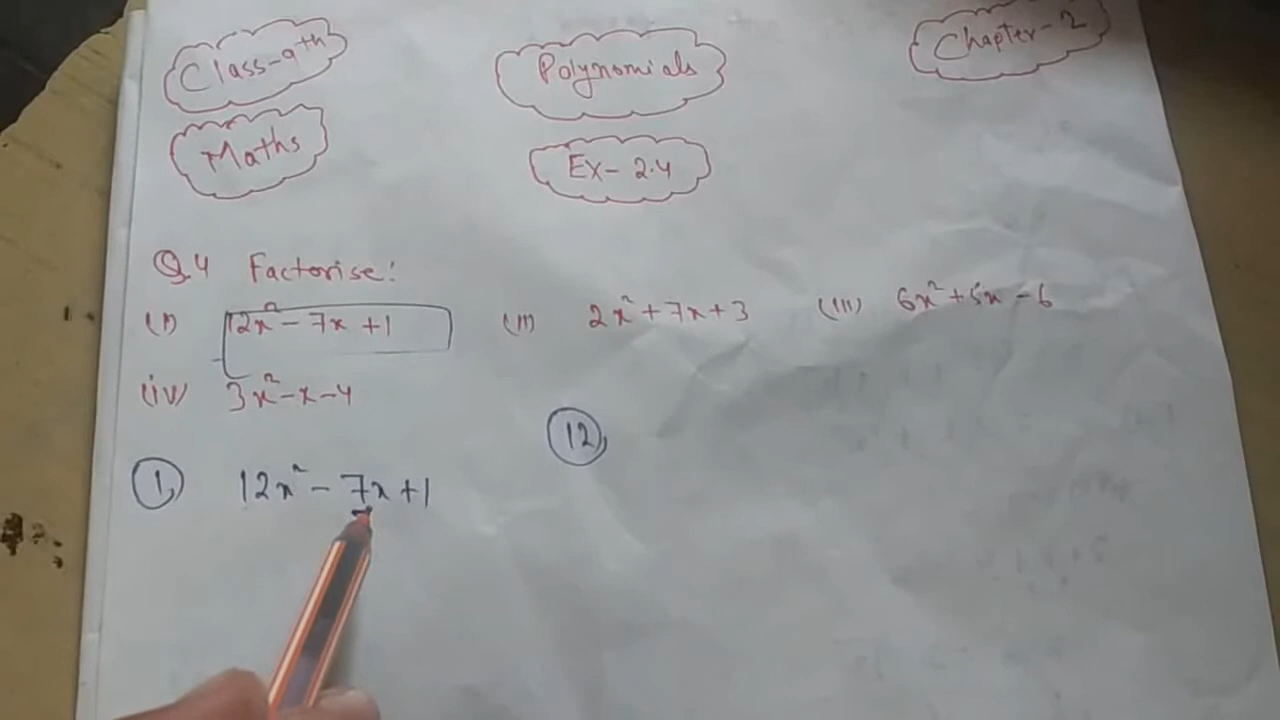 Class-9th
Polynomials
Chapter-2
Maths
Ex-2.4
Q.4 Factorise:
(i) 12x²-7x+1 (ii) 2x²+7x+3 (iii) 6x²+5x-6
(iv) 3x²-x-4
12,
1, 12x²-7x+1